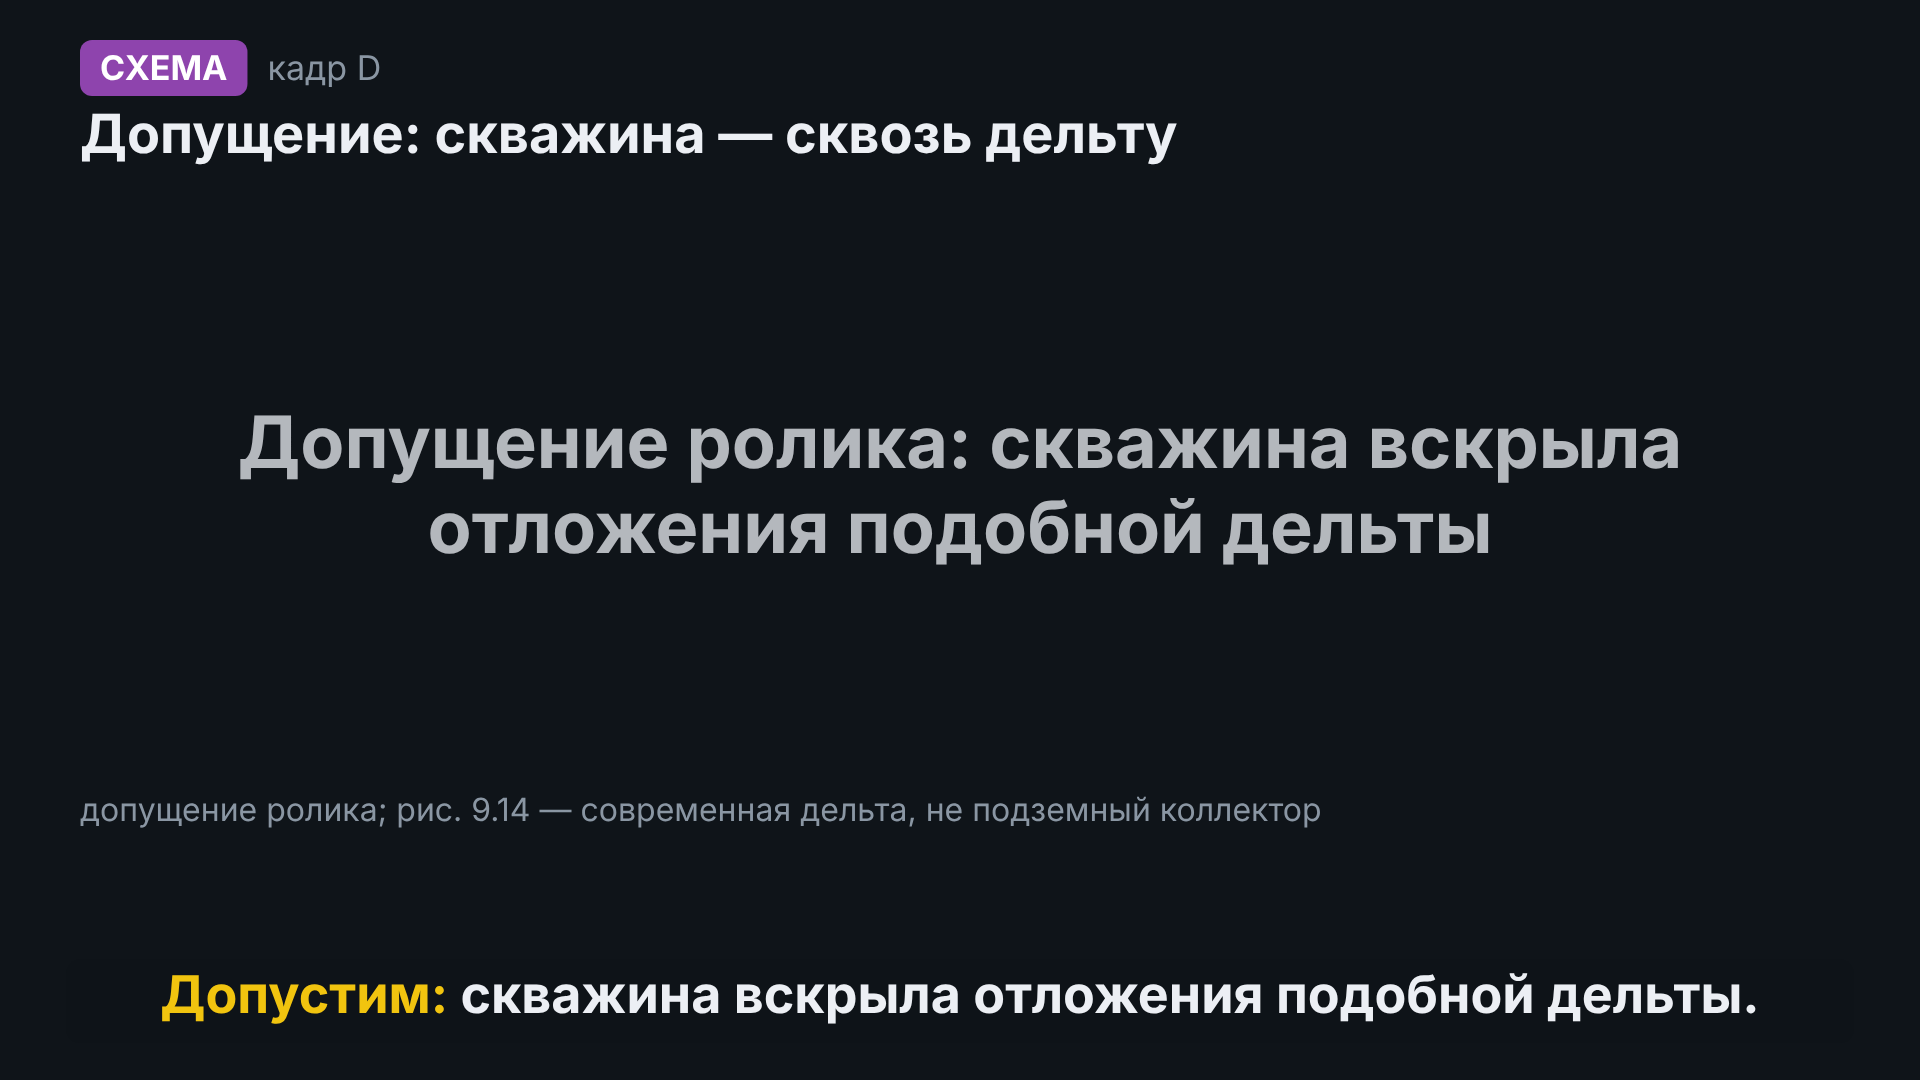 СХЕМА кадр D
Допущение: скважина — сквозь дельту
Допущение ролика: скважина вскрыла
отложения подобной дельты
допущение ролика; рис. 9.14 — современная дельта, не подземный коллектор
Допустим: скважина вскрыла отложения подобной дельты.